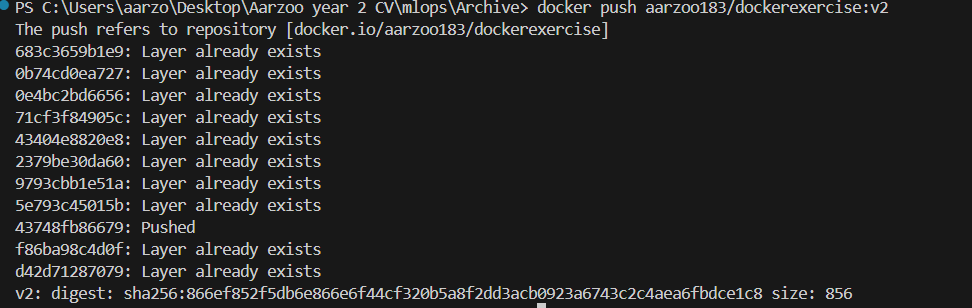 PS C:\Users\aarzo\Desktop\Aarzoo year 2 CV\mlops\Archive> docker push aarzoo183/dockerexercise:v2
The push refers to repository [docker.io/aarzoo183/dockerexercise]
683c3659b1e9: Layer already exists
0b74cd0ea727: Layer already exists
0e4bc2bd6656: Layer already exists
71cf3f84905c: Layer already exists
43404e8820e8: Layer already exists
2379be30da60: Layer already exists
9793cbb1e51a: Layer already exists
5e793c45015b: Layer already exists
43748fb86679: Pushed
f86ba98c4d0f: Layer already exists
d42d71287079: Layer already exists
v2: digest: sha256:866ef852f5db6e866e6f44cf320b5a8f2dd3acb0923a6743c2c4aea6fbdce1c8 size: 856